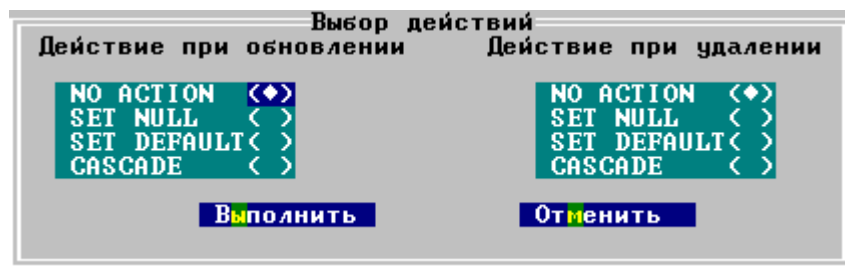 Выбор действий
Действие при обновлении Действие при удалении
NO ACTION (♦) NO ACTION (♦)
SET NULL ( ) SET NULL ( )
SET DEFAULT( ) SET DEFAULT( )
CASCADE ( ) CASCADE ( )
Выполнить Отменить